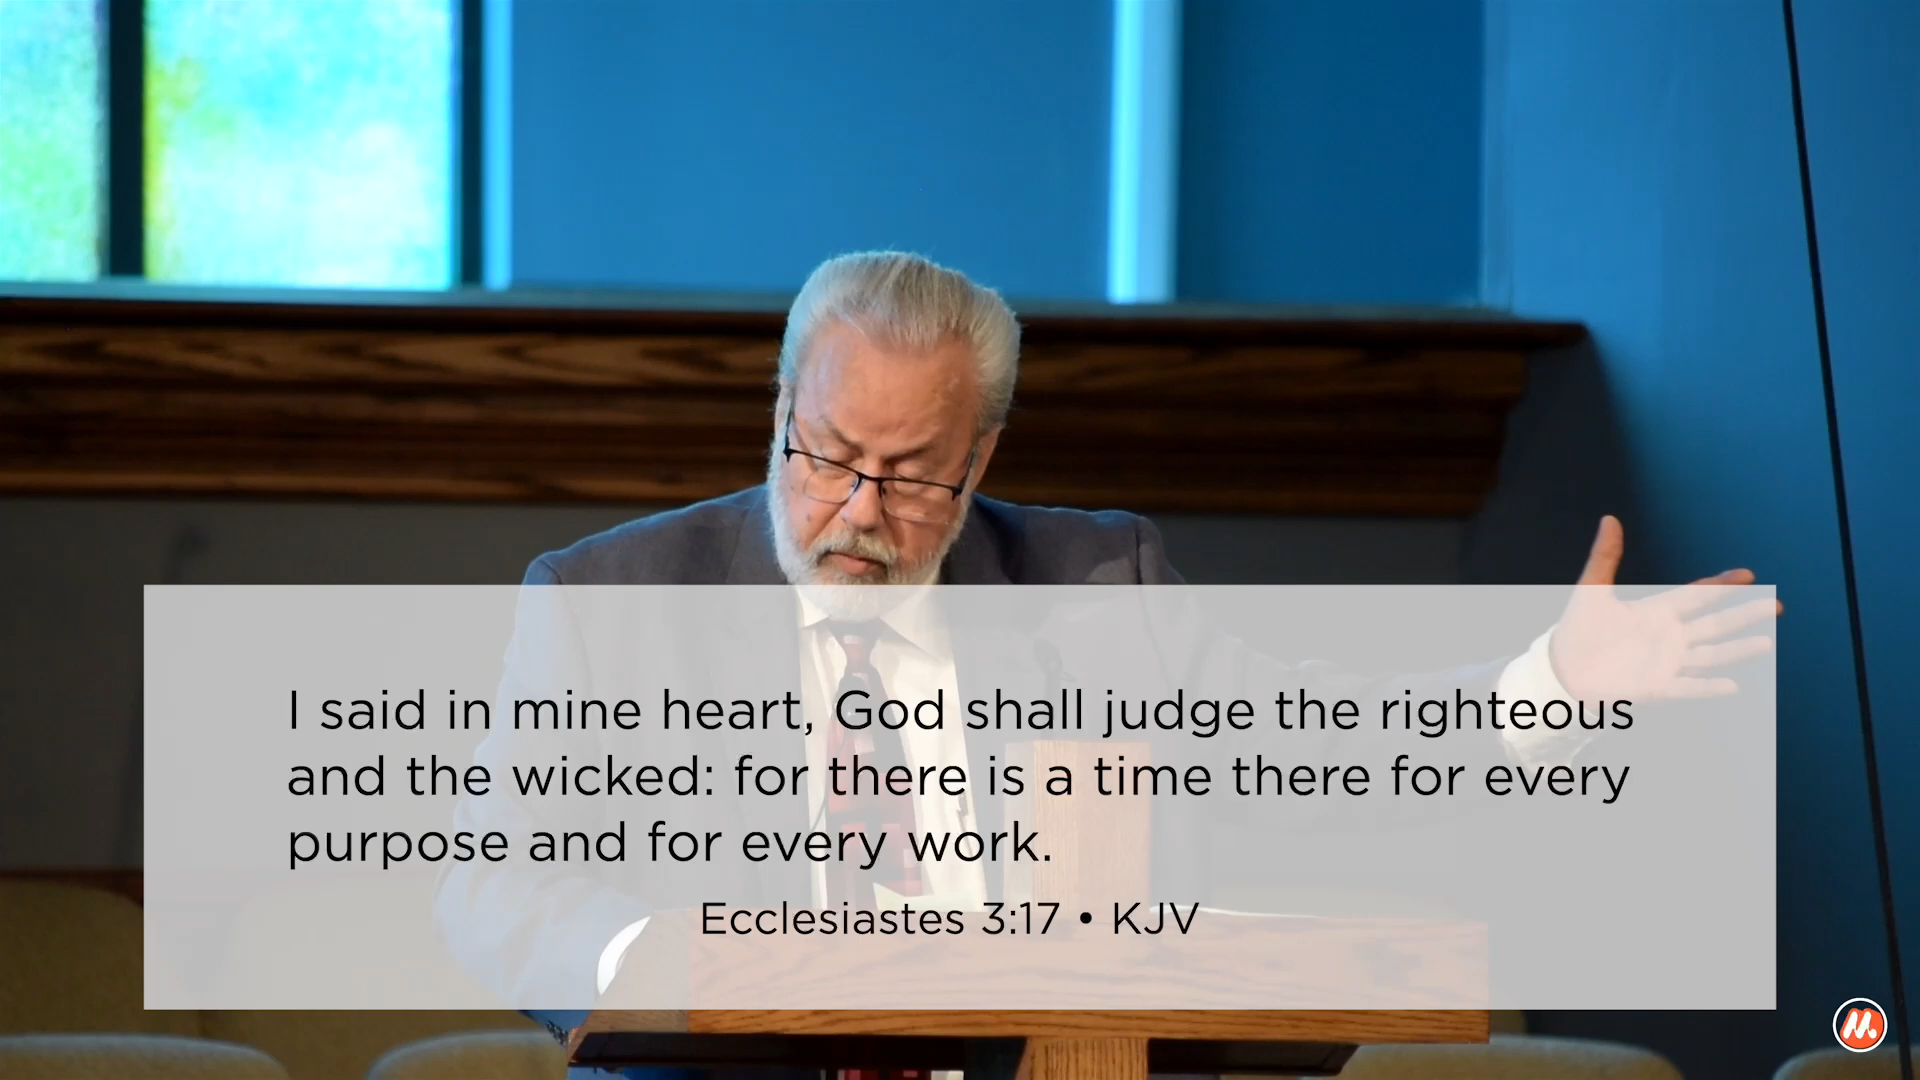 I said in mine heart, God shall judge the righteous
and the wicked: for there is a time there for every
purpose and for every work.
Ecclesiastes 3:17 • KJV
M